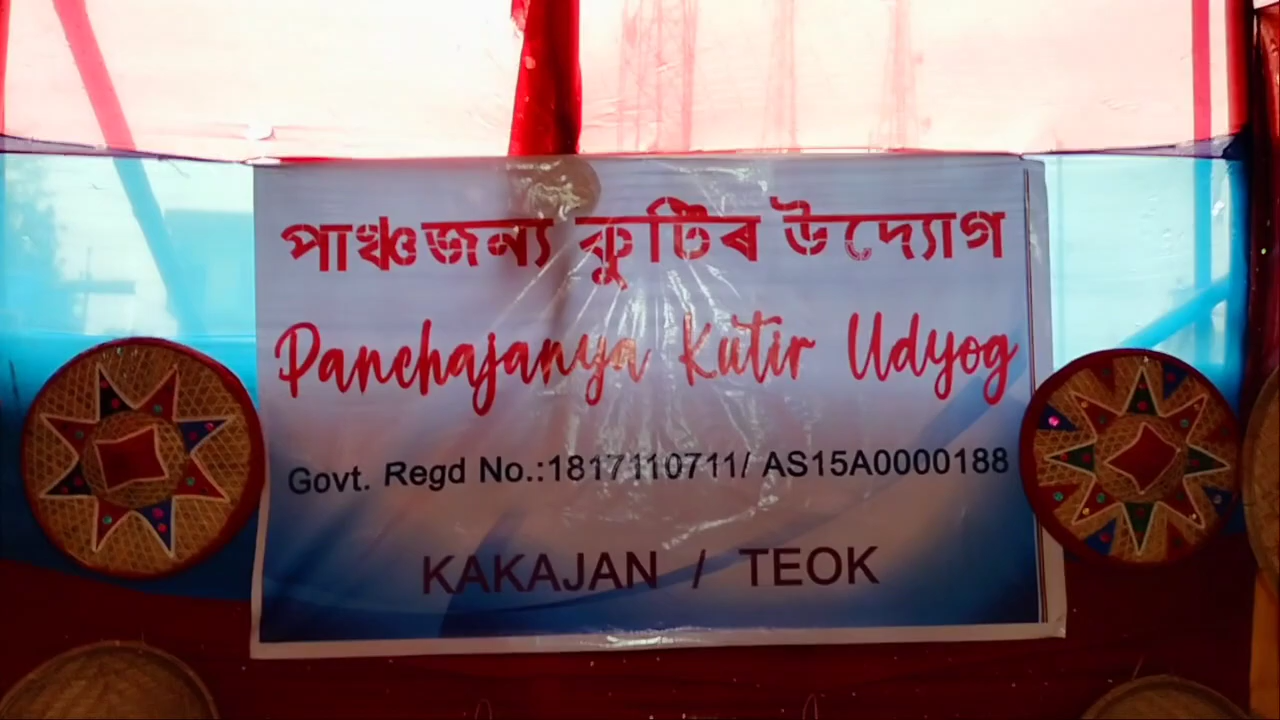 পাঞ্চজন্য কুটিৰ উদ্যোগ
Panchajanya Kutir Udyog
Govt. Regd No.:1817110711/ AS15A0000188
KAKAJAN / TEOK